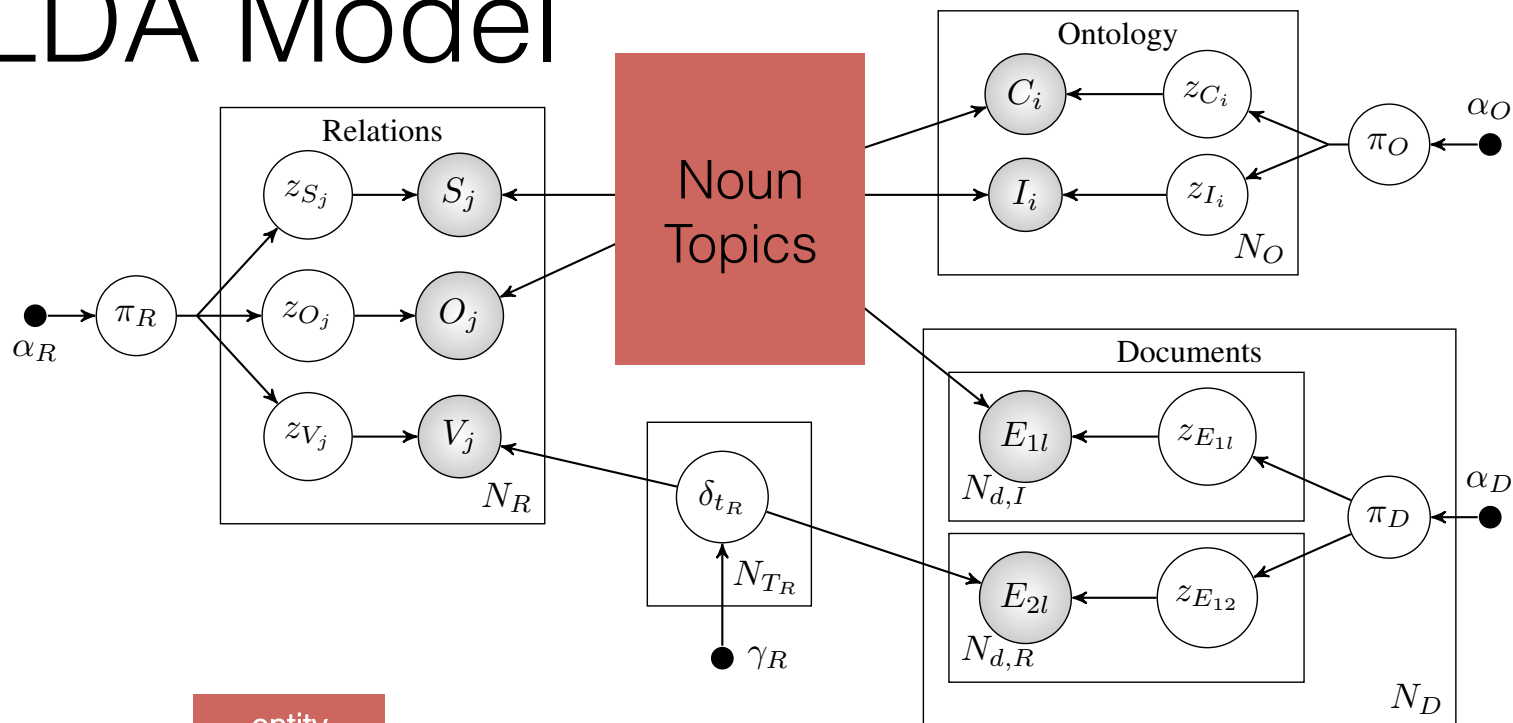 LDA Model
Ontology
C_i
z_{C_i}
α_O
π_O
I_i
z_{I_i}
N_O
Relations
z_{S_j}
S_j
Noun
Topics
z_{O_j}
O_j
π_R
α_R
z_{V_j}
V_j
N_R
δ_{t_R}
N_{T_R}
γ_R
Documents
E_{1l}
z_{E_{1l}}
N_{d,I}
α_D
π_D
E_{2l}
z_{E_{12}}
N_{d,R}
N_D
entity